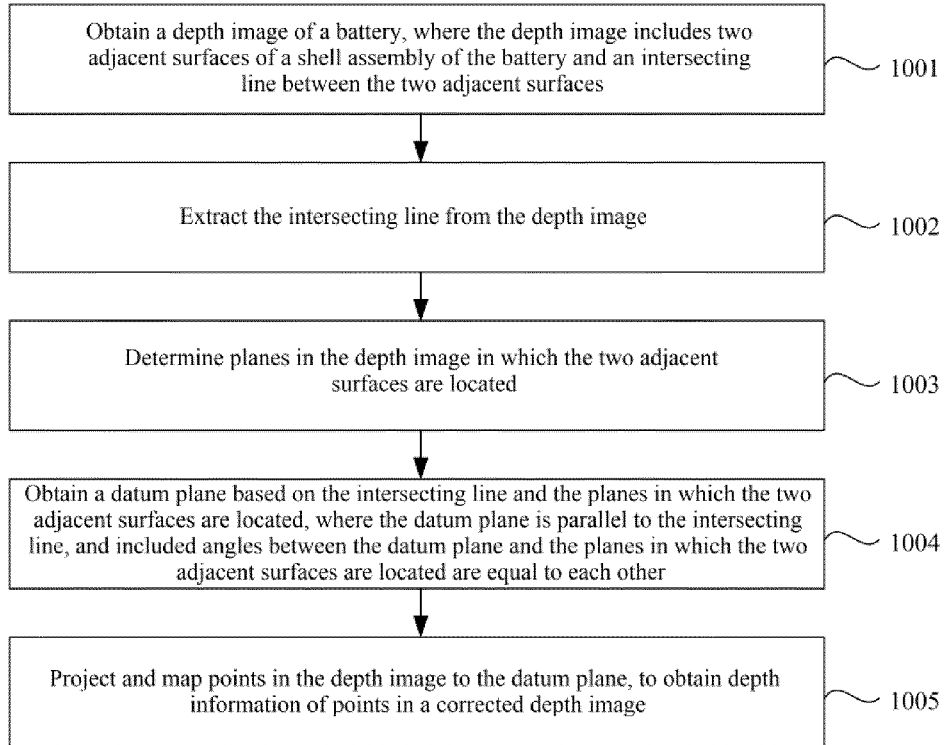 Obtain a depth image of a battery, where the depth image includes two
adjacent surfaces of a shell assembly of the battery and an intersecting
line between the two adjacent surfaces
1001
Extract the intersecting line from the depth image
1002
Determine planes in the depth image in which the two adjacent
surfaces are located
1003
Obtain a datum plane based on the intersecting line and the planes in which the two
adjacent surfaces are located, where the datum plane is parallel to the intersecting
line, and included angles between the datum plane and the planes in which the two
adjacent surfaces are located are equal to each other
1004
Project and map points in the depth image to the datum plane, to obtain depth
information of points in a corrected depth image
1005